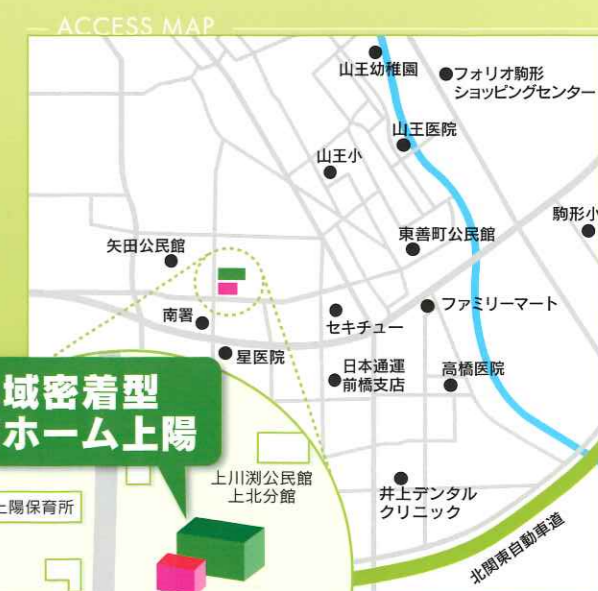 ACCESS MAP
山王幼稚園
フォリオ駒形
ショッピングセンター
山王医院
山王小
駒形小
東善町公民館
矢田公民館
ファミリーマート
南署
セキチュー
星医院
日本通運
前橋支店
高橋医院
域密着型
ホーム上陽
上川渕公民館
上北分館
井上デンタル
クリニック
上陽保育所
北関東自動車道